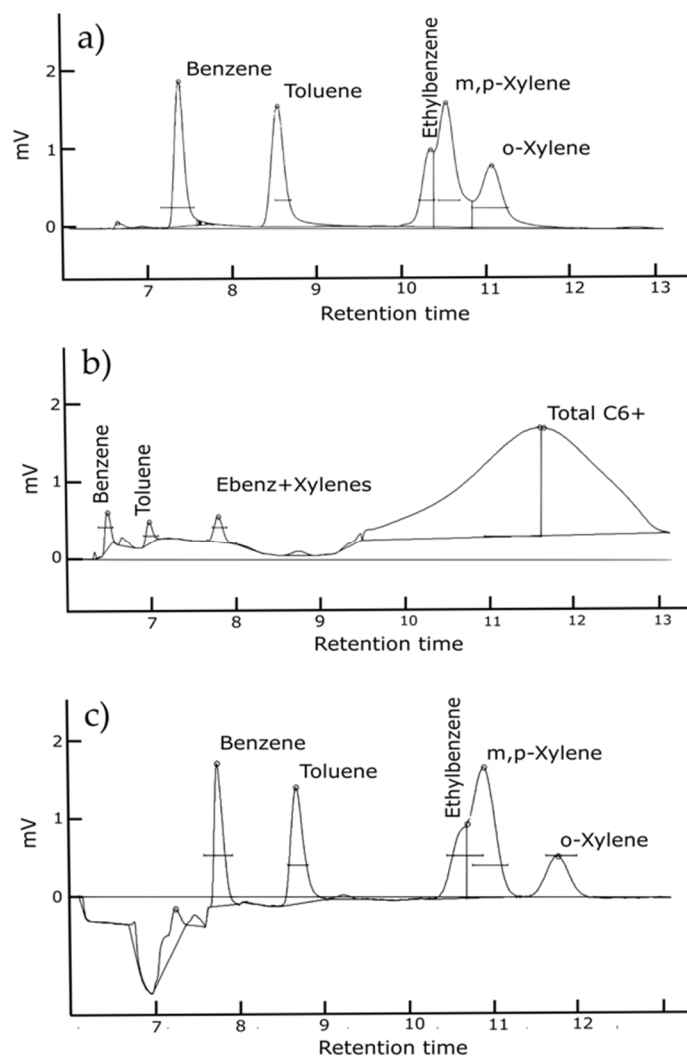 a)
Benzene
Toluene
Ethylbenzene
m,p-Xylene
o-Xylene
mV
2
1
0
7 8 9 10 11 12 13
Retention time
b)
Benzene
Toluene
Ebenz+Xylenes
Total C6+
mV
2
1
0
7 8 9 10 11 12 13
Retention time
c)
Benzene
Toluene
Ethylbenzene
m,p-Xylene
o-Xylene
mV
2
1
0
7 8 9 10 11 12
Retention time